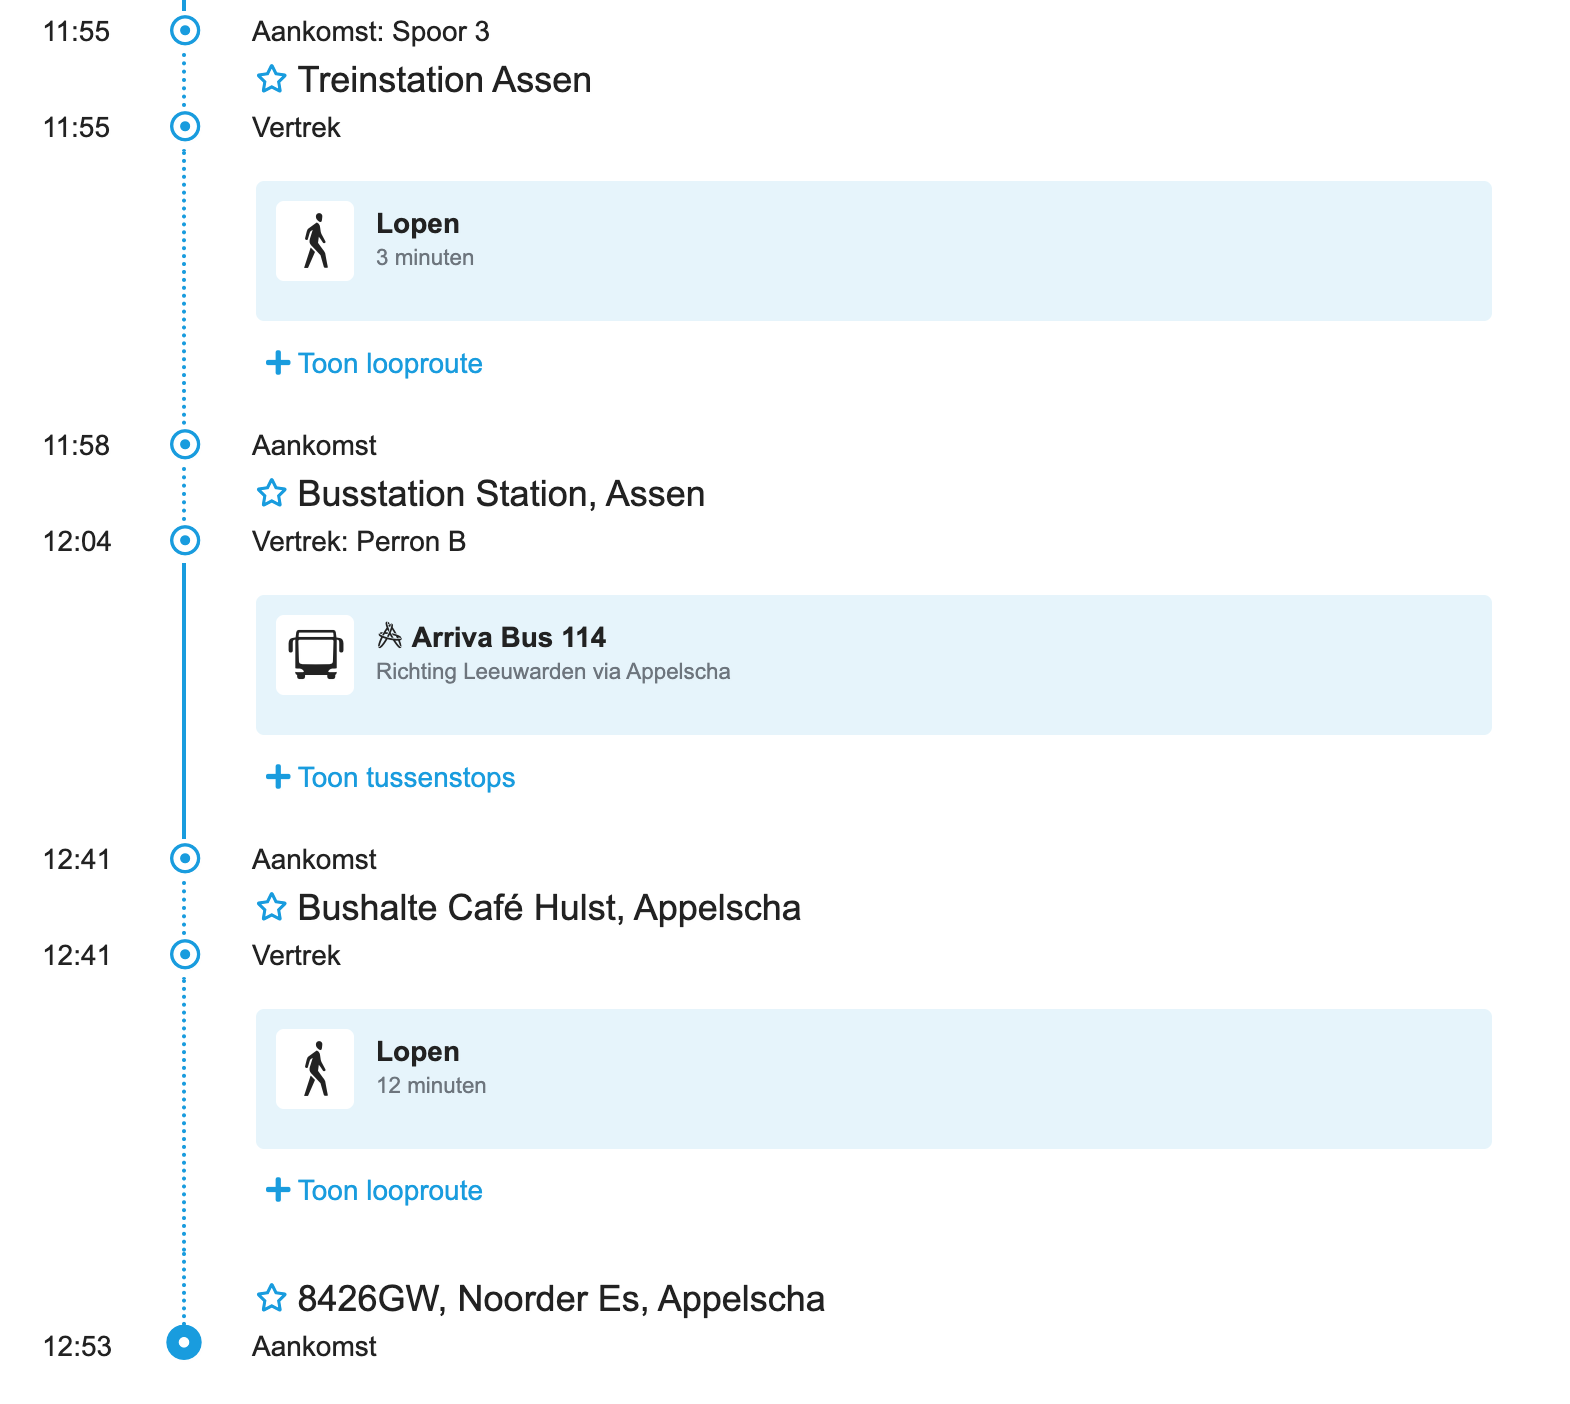 11:55 Aankomst: Spoor 3
Treinstation Assen
11:55 Vertrek
Lopen
3 minuten
Toon looproute
11:58 Aankomst
Busstation Station, Assen
12:04 Vertrek: Perron B
Arriva Bus 114
Richting Leeuwarden via Appelscha
Toon tussenstops
12:41 Aankomst
Bushalte Café Hulst, Appelscha
12:41 Vertrek
Lopen
12 minuten
Toon looproute
8426GW, Noorder Es, Appelscha
12:53 Aankomst